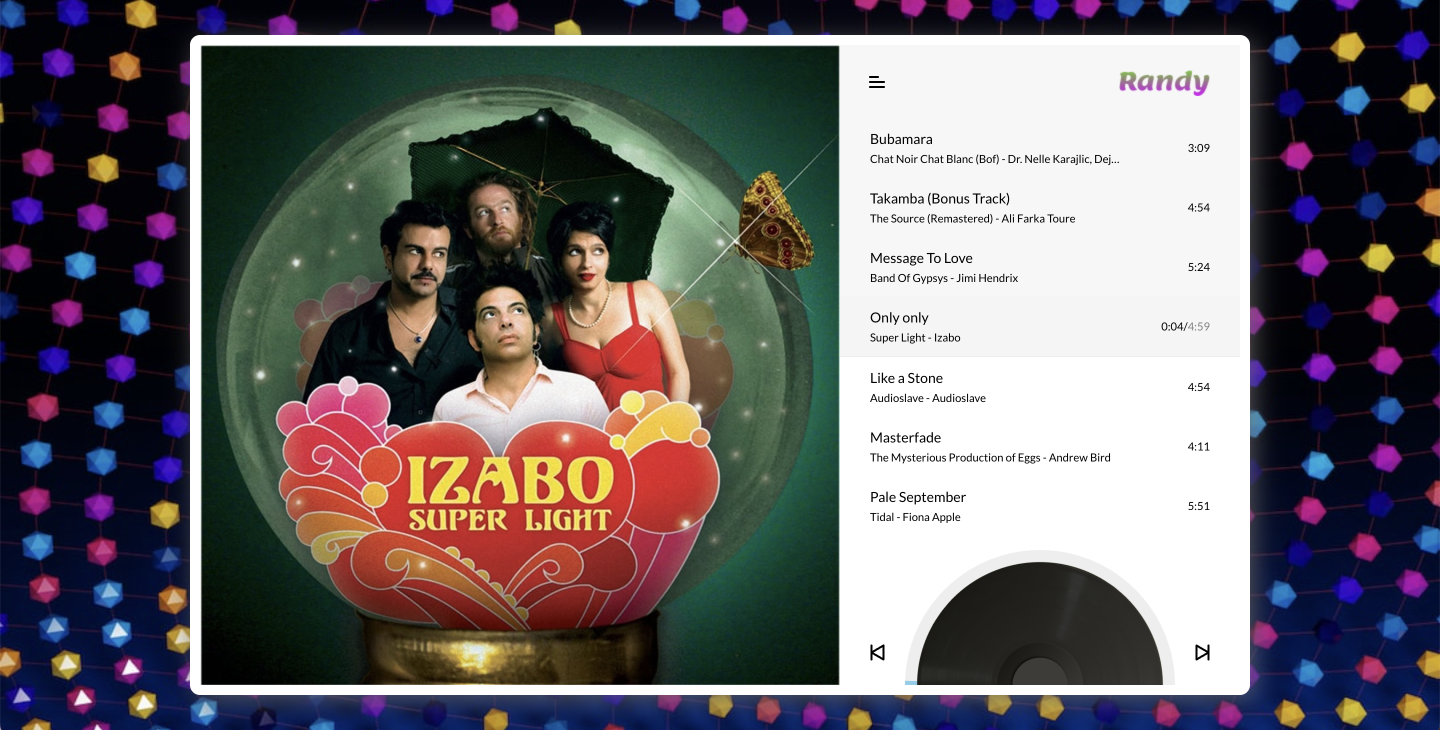 IZABO
SUPER LIGHT
Randy
Bubamara
Chat Noir Chat Blanc (Bof) - Dr. Nelle Karajlic, Dej...
3:09
Takamba (Bonus Track)
The Source (Remastered) - Ali Farka Toure
4:54
Message To Love
Band Of Gypsys - Jimi Hendrix
5:24
Only only
Super Light - Izabo
0:04/4:59
Like a Stone
Audioslave - Audioslave
4:54
Masterfade
The Mysterious Production of Eggs - Andrew Bird
4:11
Pale September
Tidal - Fiona Apple
5:51